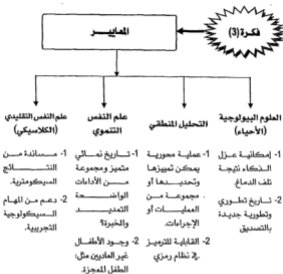 فكرة (3)
المعايير
العلوم البيولوجية
(الأحياء)
1- إمكانية عزل
الذكاء نتيجة
تلف الدماغ.
2- تاريخ تطوري
وتطورية جديدة
بالتصديق
التحليل المنطقي
1- عملية محورية
يمكن تمييزها
وتحديدها أو
مجموعة من
العمليات أو
الإجراءات.
2- القابلية للترميز
في نظام رمزي
علم النفس
التنموي
1- تاريخ نمائي
متميز ومجموعة
من الأداءات
الواضحة
التمديد
والخبرة؟
2- وجود الأطفال
غير العاديين مثل:
الطفل المعجزة.
علم النفس التقليدي
(الكلاسيكي)
1- مساندة من
النتائج
السيكومترية.
2- دعم من المهام
السيكولوجية
التجريبية.